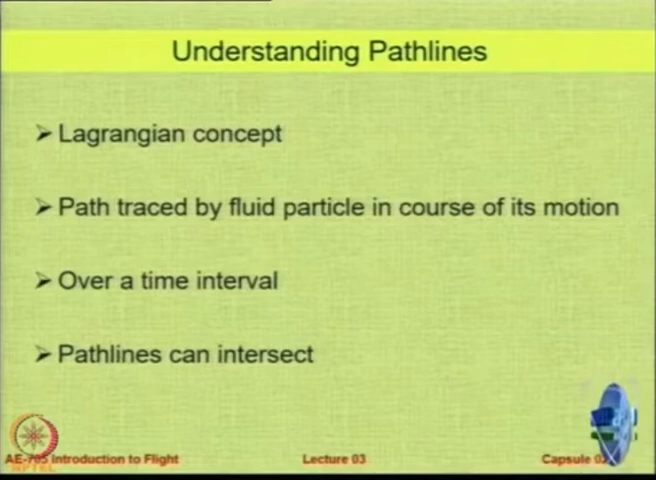 Understanding Pathlines
➢ Lagrangian concept
➢ Path traced by fluid particle in course of its motion
➢ Over a time interval
➢ Pathlines can intersect
AE-705 Introduction to Flight Lecture 03 Capsule
NPTEL